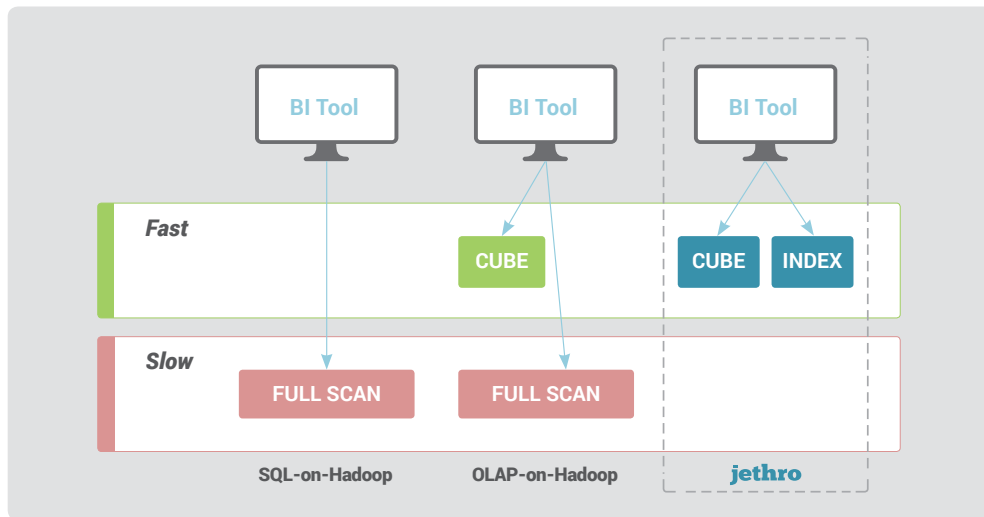 BI Tool
BI Tool
BI Tool
Fast
CUBE
CUBE
INDEX
Slow
FULL SCAN
FULL SCAN
SQL-on-Hadoop
OLAP-on-Hadoop
jethro